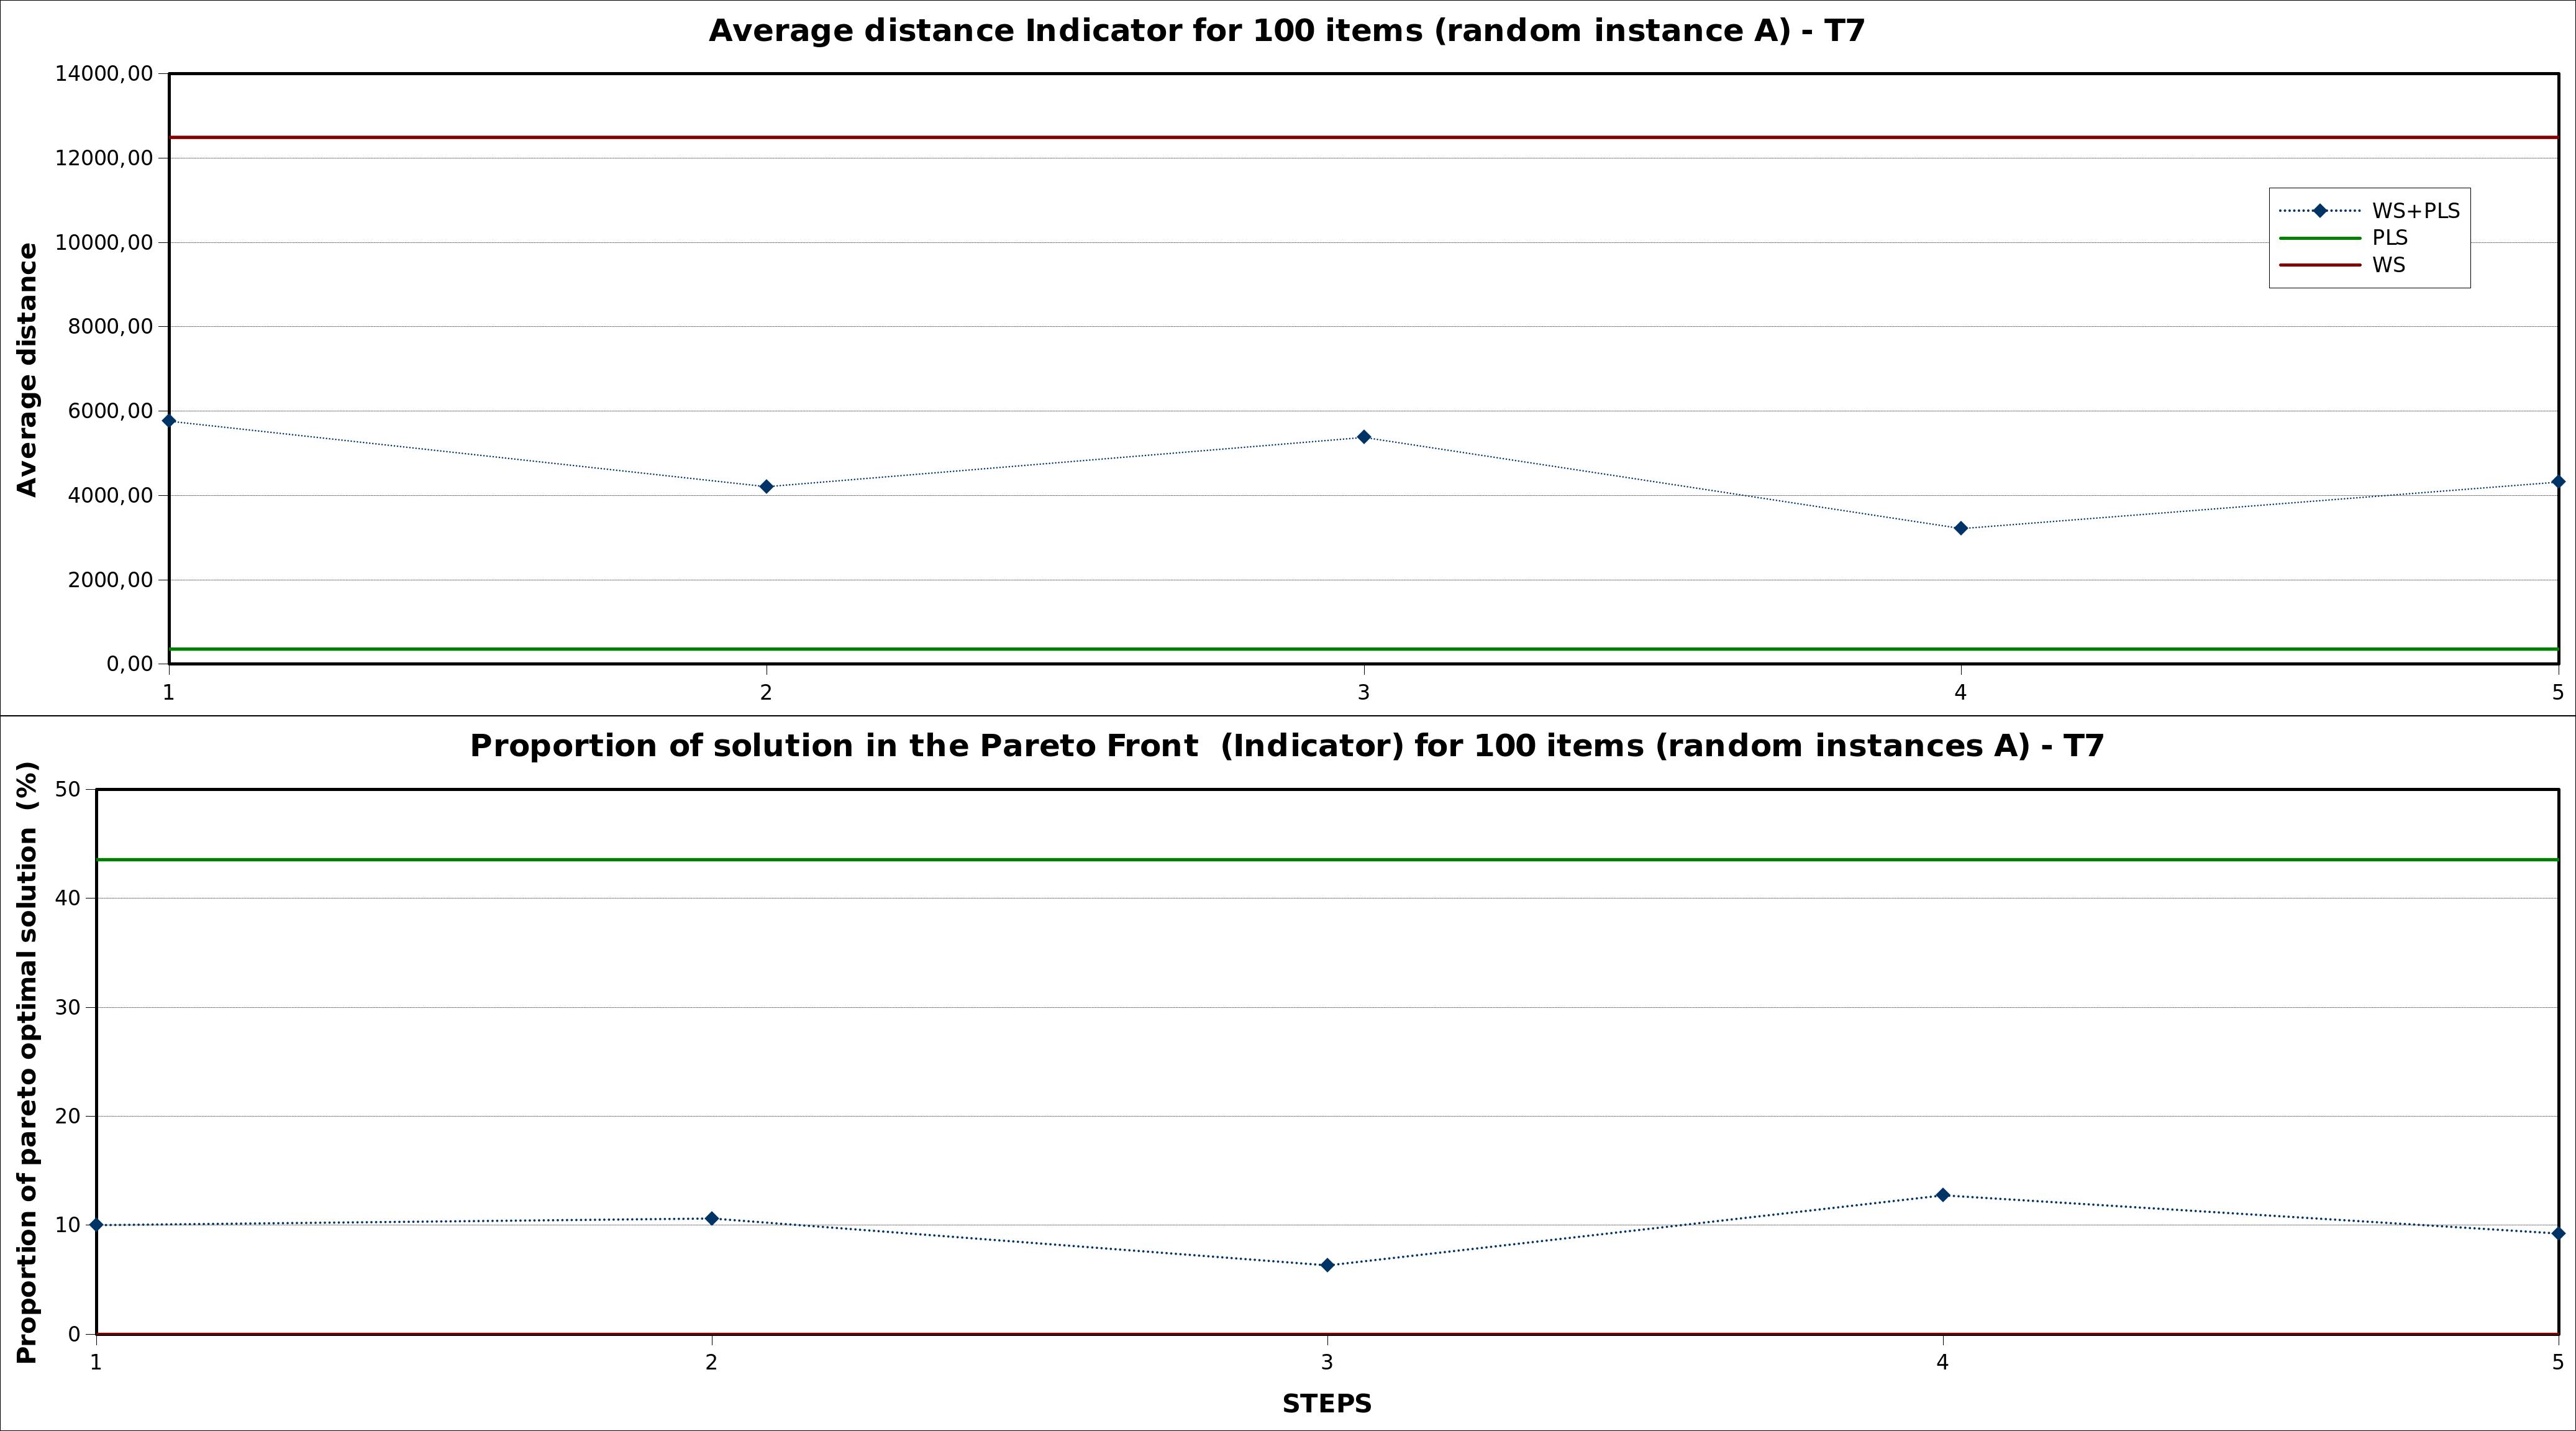 Average distance Indicator for 100 items (random instance A) - T7
Average distance
14000,00
12000,00
10000,00
8000,00
6000,00
4000,00
2000,00
0,00
WS+PLS
PLS
WS
1 2 3 4 5
Proportion of solution in the Pareto Front  (Indicator) for 100 items (random instances A) - T7
Proportion of pareto optimal solution  (%)
50
40
30
20
10
0
1 2 3 4 5
STEPS